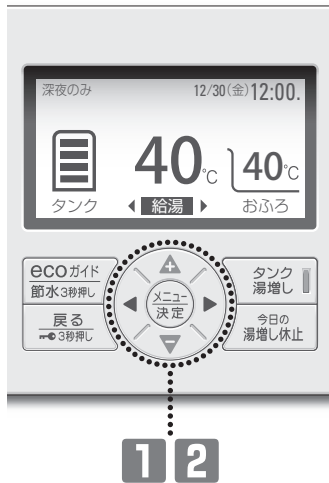 深夜のみ 12/30(金)12:00.
40℃ 40℃
タンク ◀ 給湯 ▶ おふろ
ecoガイド
節水3秒押し
戻る
3秒押し
+
メニュー
決定
−
タンク
湯増し
今日の
湯増し休止
1 2